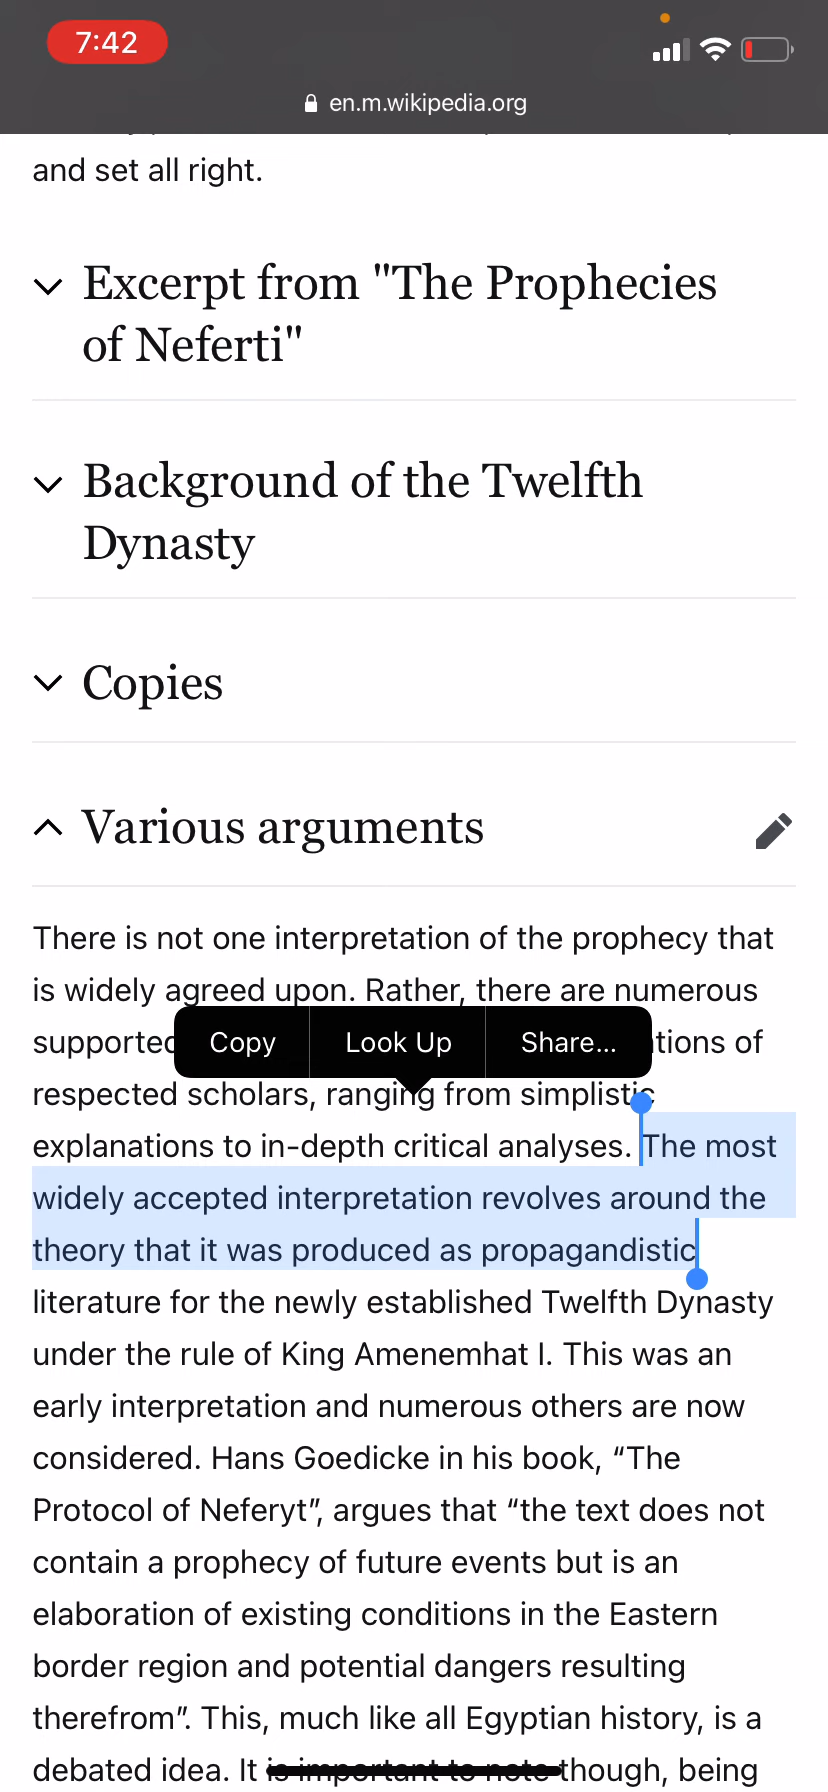 7:42
en.m.wikipedia.org
and set all right.
Excerpt from "The Prophecies
of Neferti"
Background of the Twelfth
Dynasty
Copies
Various arguments
There is not one interpretation of the prophecy that
is widely agreed upon. Rather, there are numerous
supported tions of
Copy Look Up Share...
respected scholars, ranging from simplistic
explanations to in-depth critical analyses. The most
widely accepted interpretation revolves around the
theory that it was produced as propagandistic
literature for the newly established Twelfth Dynasty
under the rule of King Amenemhat I. This was an
early interpretation and numerous others are now
considered. Hans Goedicke in his book, “The
Protocol of Neferyt”, argues that “the text does not
contain a prophecy of future events but is an
elaboration of existing conditions in the Eastern
border region and potential dangers resulting
therefrom”. This, much like all Egyptian history, is a
debated idea. It is important to note though, being